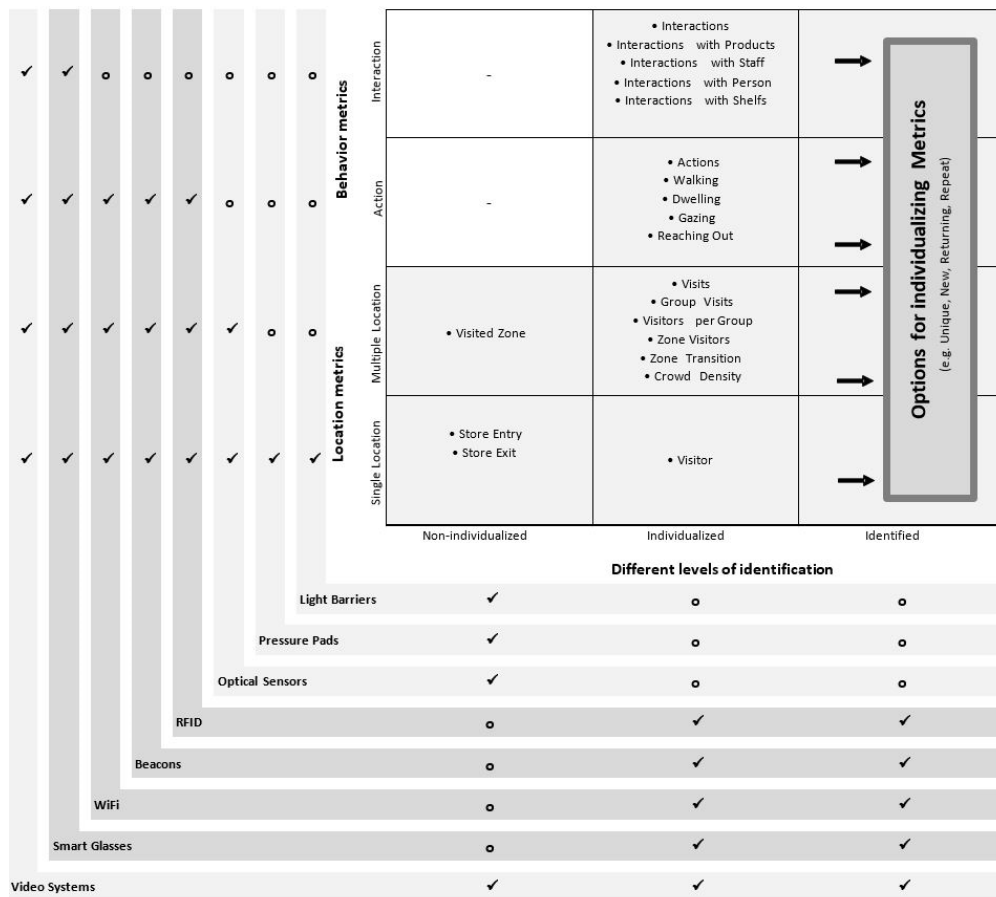 Behavior metrics
Location metrics
Interaction
✓ ✓ o o o o o o
-
• Interactions
• Interactions with Products
• Interactions with Staff
• Interactions with Person
• Interactions with Shelfs
Action
✓ ✓ ✓ ✓ ✓ o o o
-
• Actions
• Walking
• Dwelling
• Gazing
• Reaching Out
Multiple Location
✓ ✓ ✓ ✓ ✓ ✓ o o
• Visited Zone
• Visits
• Group Visits
• Visitors per Group
• Zone Visitors
• Zone Transition
• Crowd Density
Single Location
✓ ✓ ✓ ✓ ✓ ✓ ✓ ✓
• Store Entry
• Store Exit
• Visitor
Options for individualizing Metrics
(e.g. Unique, New, Returning, Repeat)
Non-individualized Individualized Identified
Different levels of identification
Light Barriers ✓ o o
Pressure Pads ✓ o o
Optical Sensors ✓ o o
RFID o ✓ ✓
Beacons o ✓ ✓
WiFi o ✓ ✓
Smart Glasses o ✓ ✓
Video Systems ✓ ✓ ✓